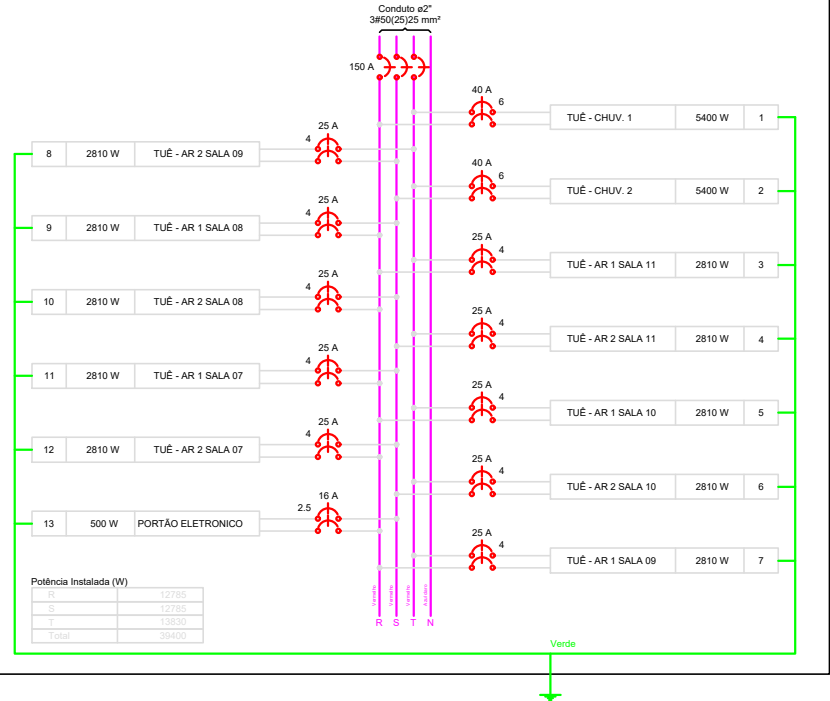 Conduto ø2"
3#50(25)25 mm²
150 A
40 A
6
TUÊ - CHUV. 1 5400 W 1
25 A
4
8 2810 W TUÊ - AR 2 SALA 09
40 A
6
TUÊ - CHUV. 2 5400 W 2
25 A
4
9 2810 W TUÊ - AR 1 SALA 08
25 A
4
TUÊ - AR 1 SALA 11 2810 W 3
25 A
4
10 2810 W TUÊ - AR 2 SALA 08
25 A
4
TUÊ - AR 2 SALA 11 2810 W 4
25 A
4
11 2810 W TUÊ - AR 1 SALA 07
25 A
4
TUÊ - AR 1 SALA 10 2810 W 5
25 A
4
12 2810 W TUÊ - AR 2 SALA 07
25 A
4
TUÊ - AR 2 SALA 10 2810 W 6
16 A
2.5
13 500 W PORTÃO ELETRONICO
25 A
4
TUÊ - AR 1 SALA 09 2810 W 7
Potência Instalada (W)
R 12785
S 12785
T 13830
Total 39400
Vermelho Vermelho Vermelho
R S T N
Verde